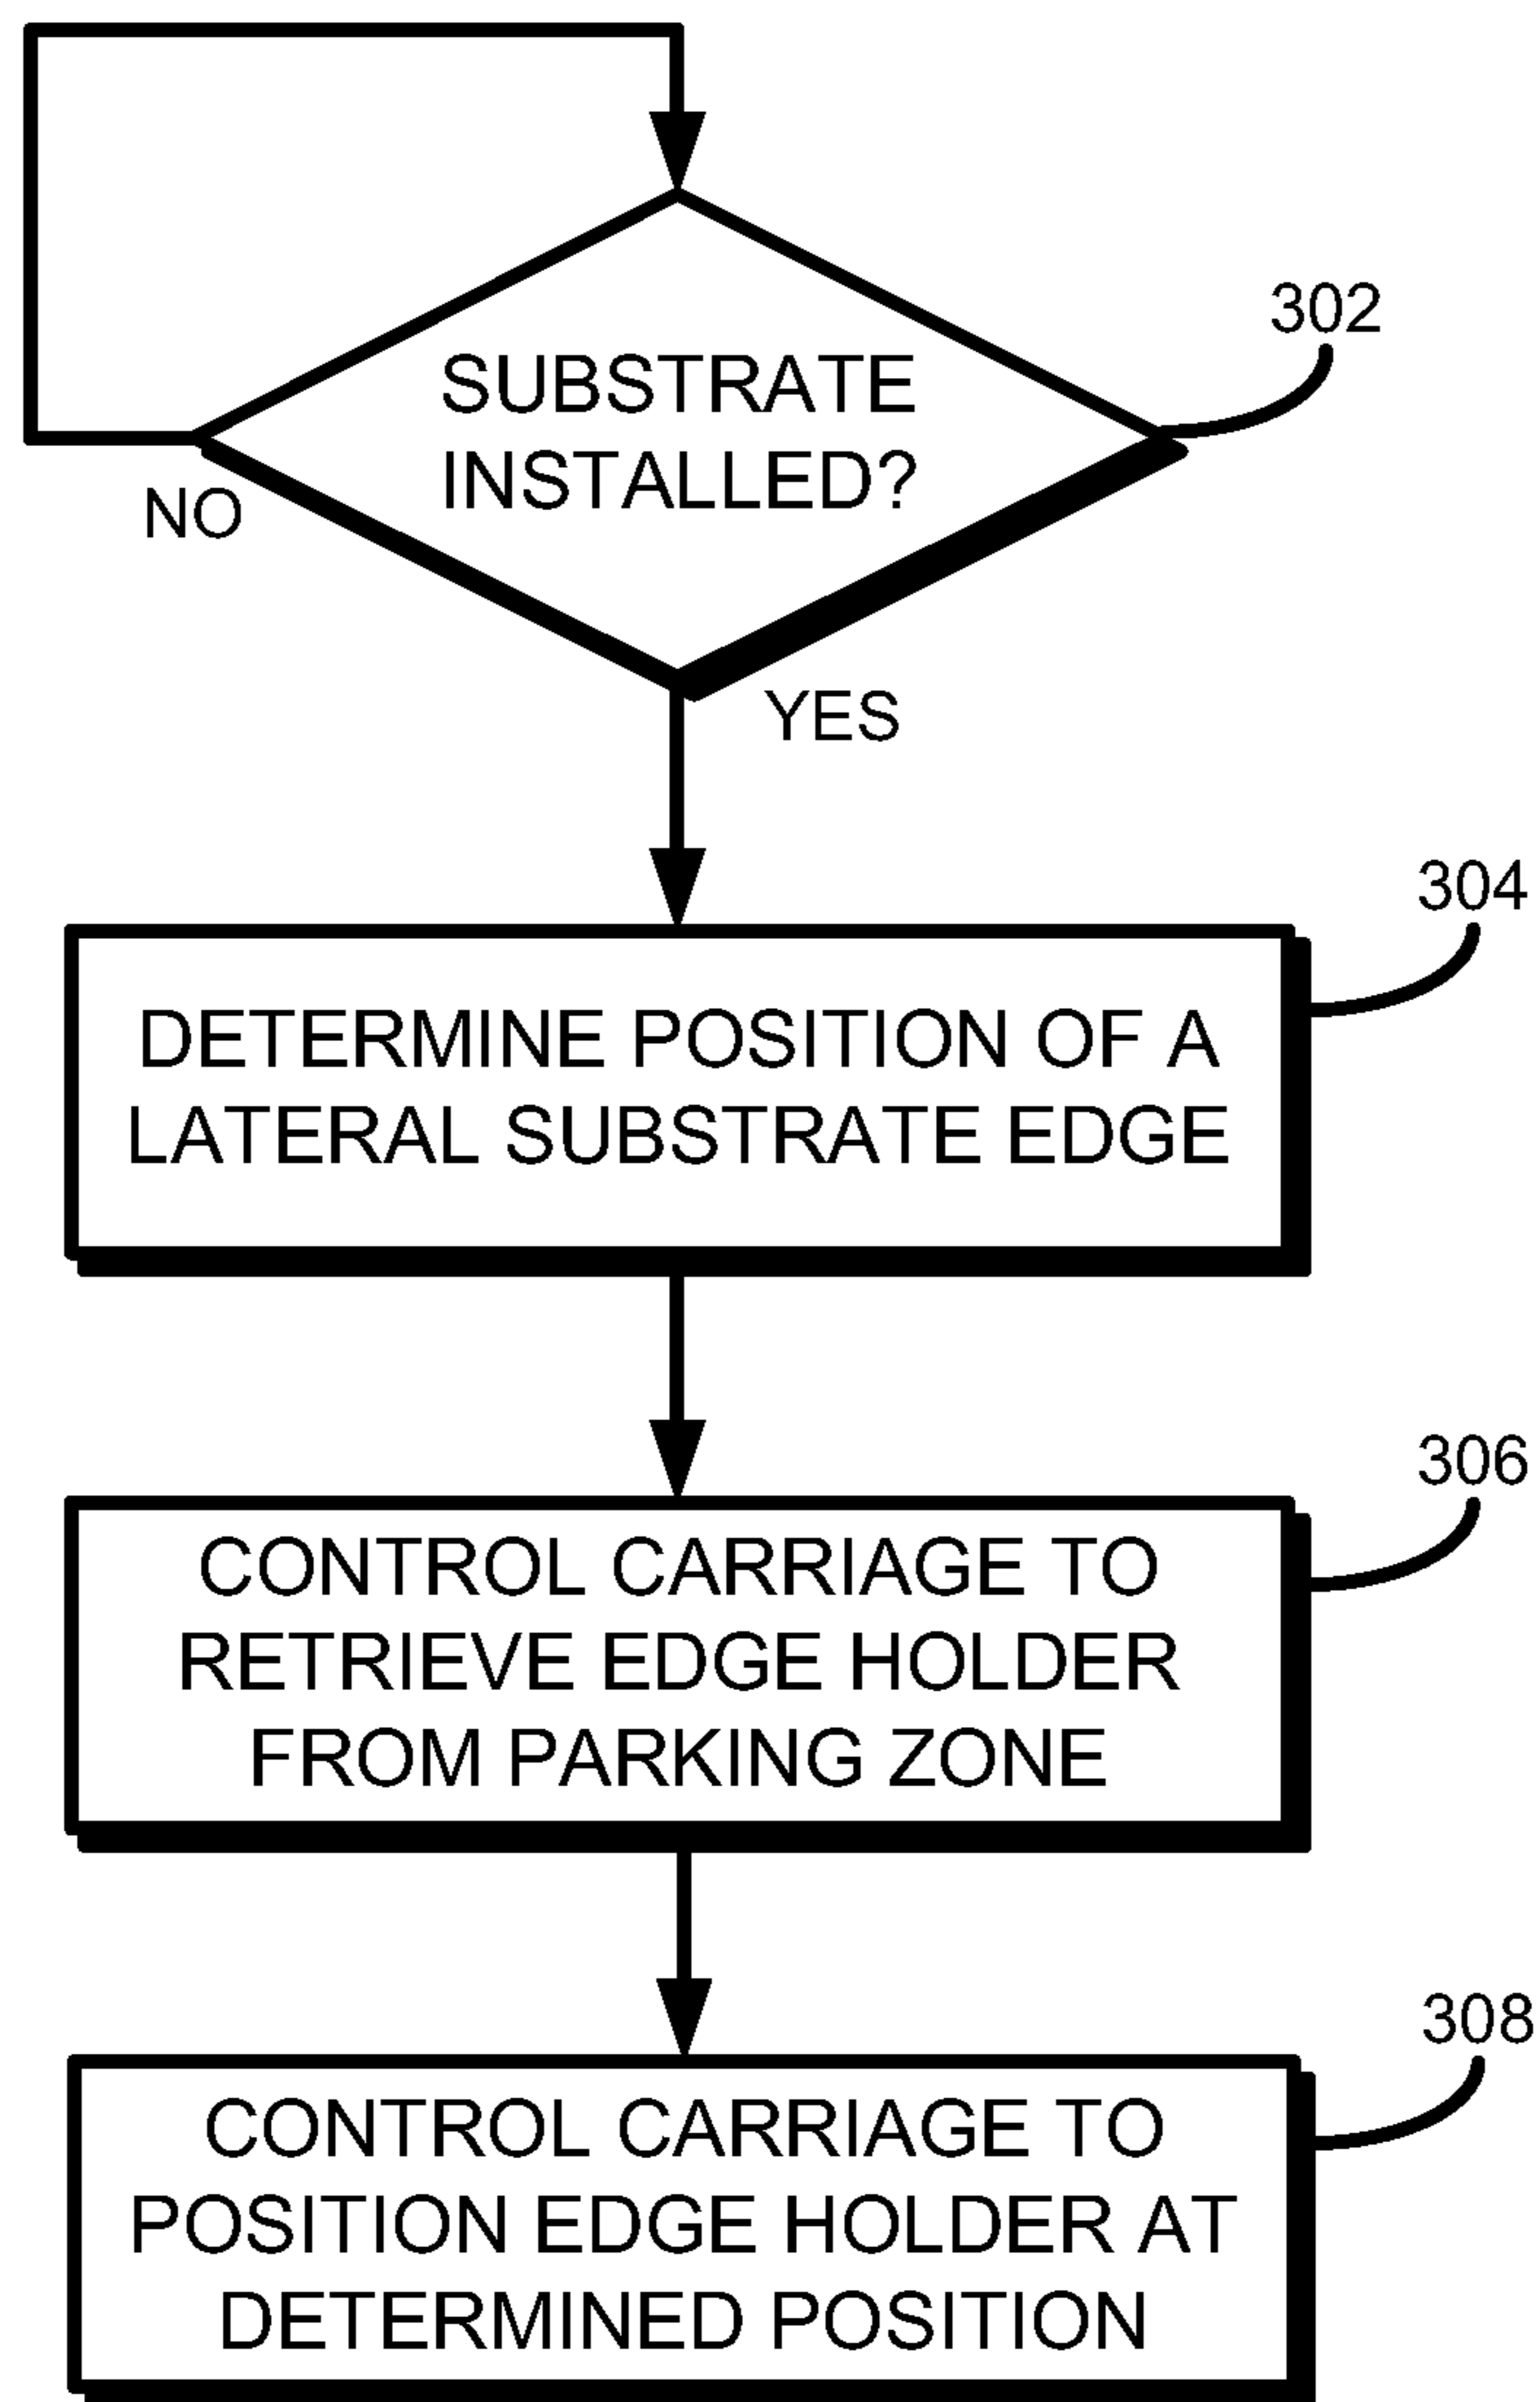 302
SUBSTRATE
INSTALLED?
NO
YES
304
DETERMINE POSITION OF A
LATERAL SUBSTRATE EDGE
306
CONTROL CARRIAGE TO
RETRIEVE EDGE HOLDER
FROM PARKING ZONE
308
CONTROL CARRIAGE TO
POSITION EDGE HOLDER AT
DETERMINED POSITION